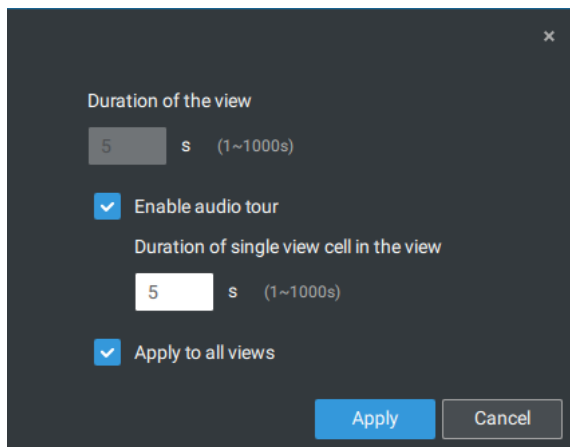 ×
Duration of the view
5 s (1~1000s)
Enable audio tour
Duration of single view cell in the view
5 s (1~1000s)
Apply to all views
Apply Cancel